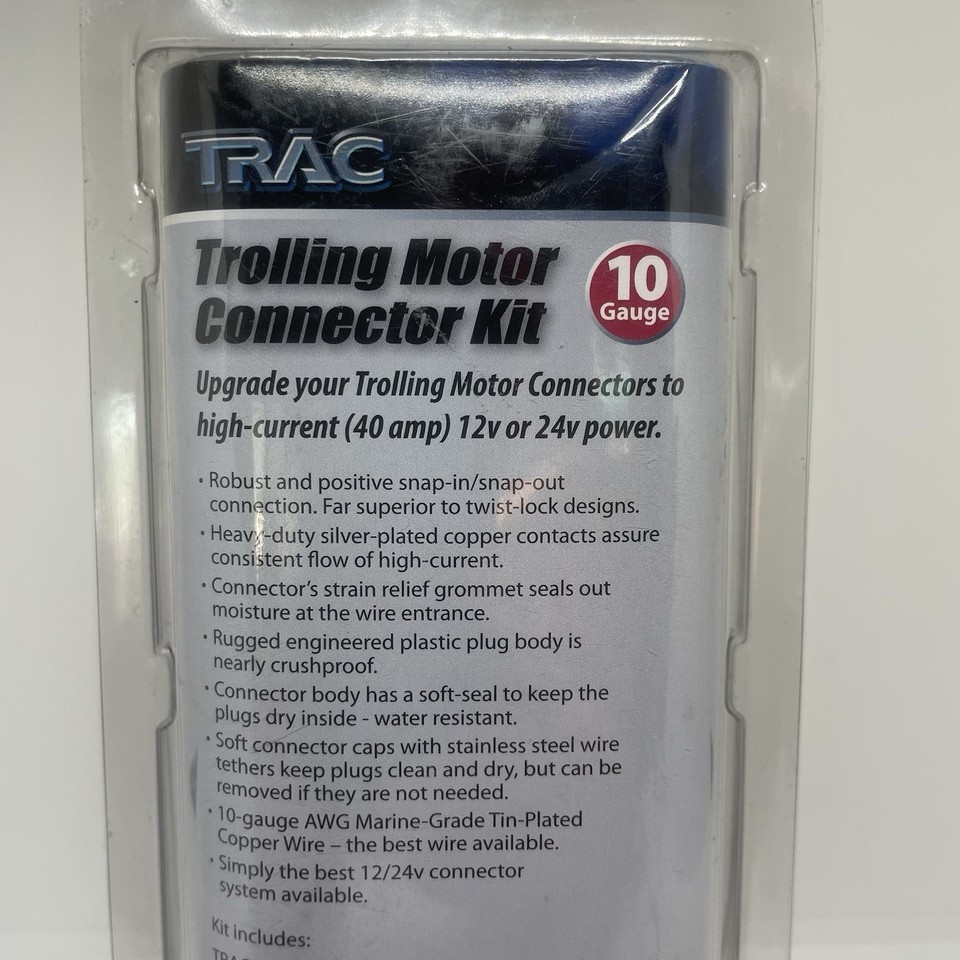 TRAC
Trolling Motor
Connector Kit
10
Gauge
Upgrade your Trolling Motor Connectors to
high-current (40 amp) 12v or 24v power.
• Robust and positive snap-in/snap-out
connection. Far superior to twist-lock designs.
• Heavy-duty silver-plated copper contacts assure
consistent flow of high-current.
• Connector's strain relief grommet seals out
moisture at the wire entrance.
• Rugged engineered plastic plug body is
nearly crushproof.
• Connector body has a soft-seal to keep the
plugs dry inside - water resistant.
• Soft connector caps with stainless steel wire
tethers keep plugs clean and dry, but can be
removed if they are not needed.
• 10-gauge AWG Marine-Grade Tin-Plated
Copper Wire – the best wire available.
• Simply the best 12/24v connector
system available.
Kit includes: